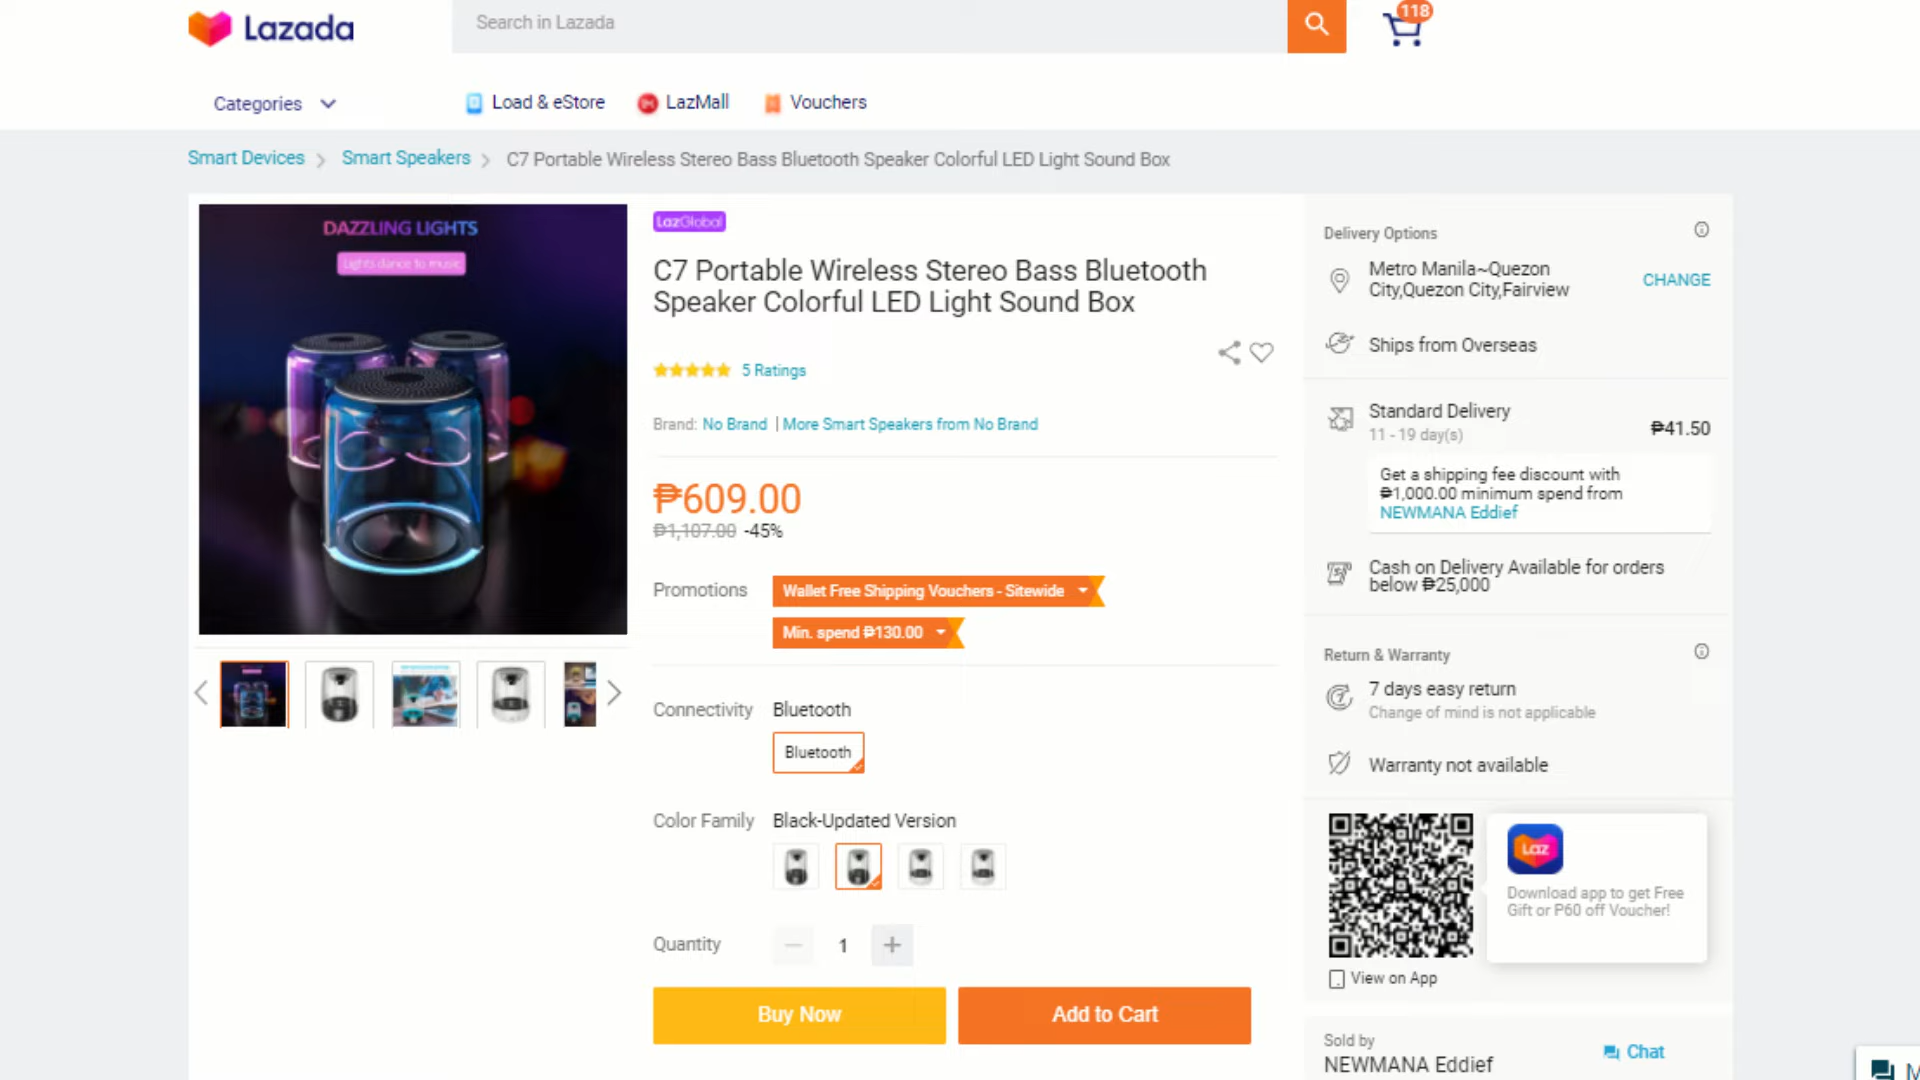 Lazada
Search in Lazada
118
Categories
Load & eStore
LazMall
Vouchers
Smart Devices
Smart Speakers
C7 Portable Wireless Stereo Bass Bluetooth Speaker Colorful LED Light Sound Box
DAZZLING LIGHTS
Lights dance to music
LazGlobal
C7 Portable Wireless Stereo Bass Bluetooth
Speaker Colorful LED Light Sound Box
5 Ratings
Brand: No Brand | More Smart Speakers from No Brand
₱609.00
₱1,107.00 -45%
Promotions
Wallet Free Shipping Vouchers - Sitewide
Min. spend ₱130.00
Connectivity Bluetooth
Bluetooth
Color Family Black-Updated Version
Quantity
1
Buy Now
Add to Cart
Delivery Options
Metro Manila~Quezon
City,Quezon City,Fairview
CHANGE
Ships from Overseas
Standard Delivery
11 - 19 day(s)
₱41.50
Get a shipping fee discount with
₱1,000.00 minimum spend from
NEWMANA Eddief
Cash on Delivery Available for orders
below ₱25,000
Return & Warranty
7 days easy return
Change of mind is not applicable
Warranty not available
Laz
Download app to get Free
Gift or P60 off Voucher!
View on App
Sold by
NEWMANA Eddief
Chat